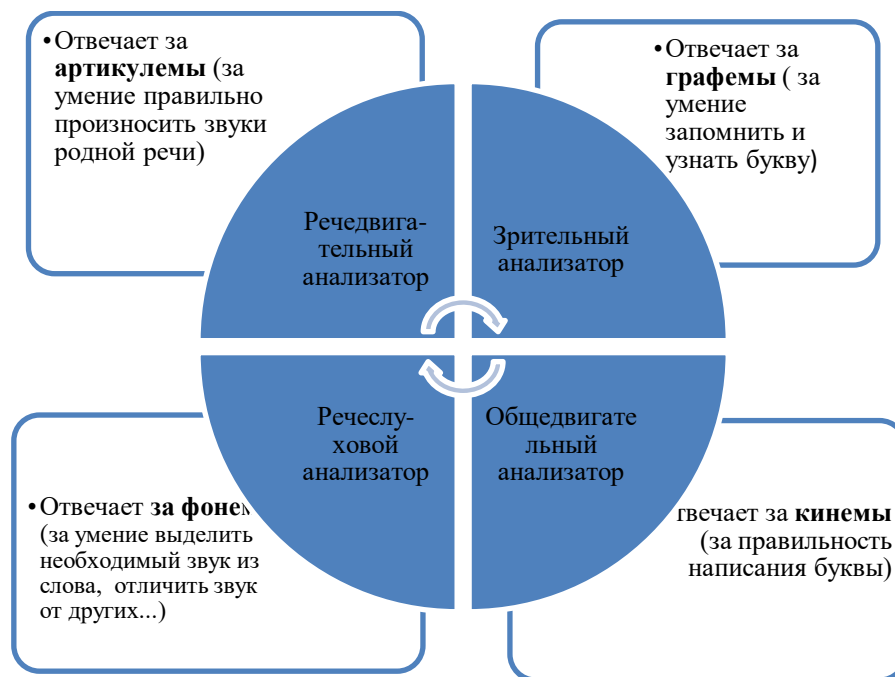 •Отвечает за
артикулемы (за
умение правильно
произносить звуки
родной речи)
•Отвечает за
графемы ( за
умение
запомнить и
узнать букву)
Речедвига-
тельный
анализатор
Зрительный
анализатор
Речеслу-
ховой
анализатор
Общедвигате
льный
анализатор
•Отвечает за
(за умение выделить
необходимый звук из
слова, отличить звук
от других...)
твечает за кинемы
(за правильность
написания буквы)